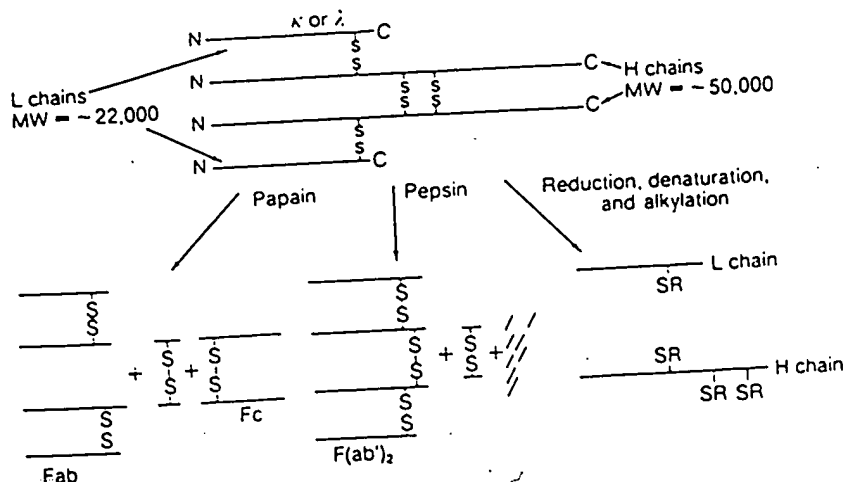 κ or λ
N C
S
S
N C H chains
L chains
MW = ~22,000
S S
S S
MW = ~50,000
N C
S
S
N C
Papain
Pepsin
Reduction, denaturation,
and alkylation
L chain
SR
S
S
S
S
+ S
S + S
S
S
S
+ S
S +
SR
H chain
SR SR
Fc
S
S
S
S
Fab
F(ab')₂